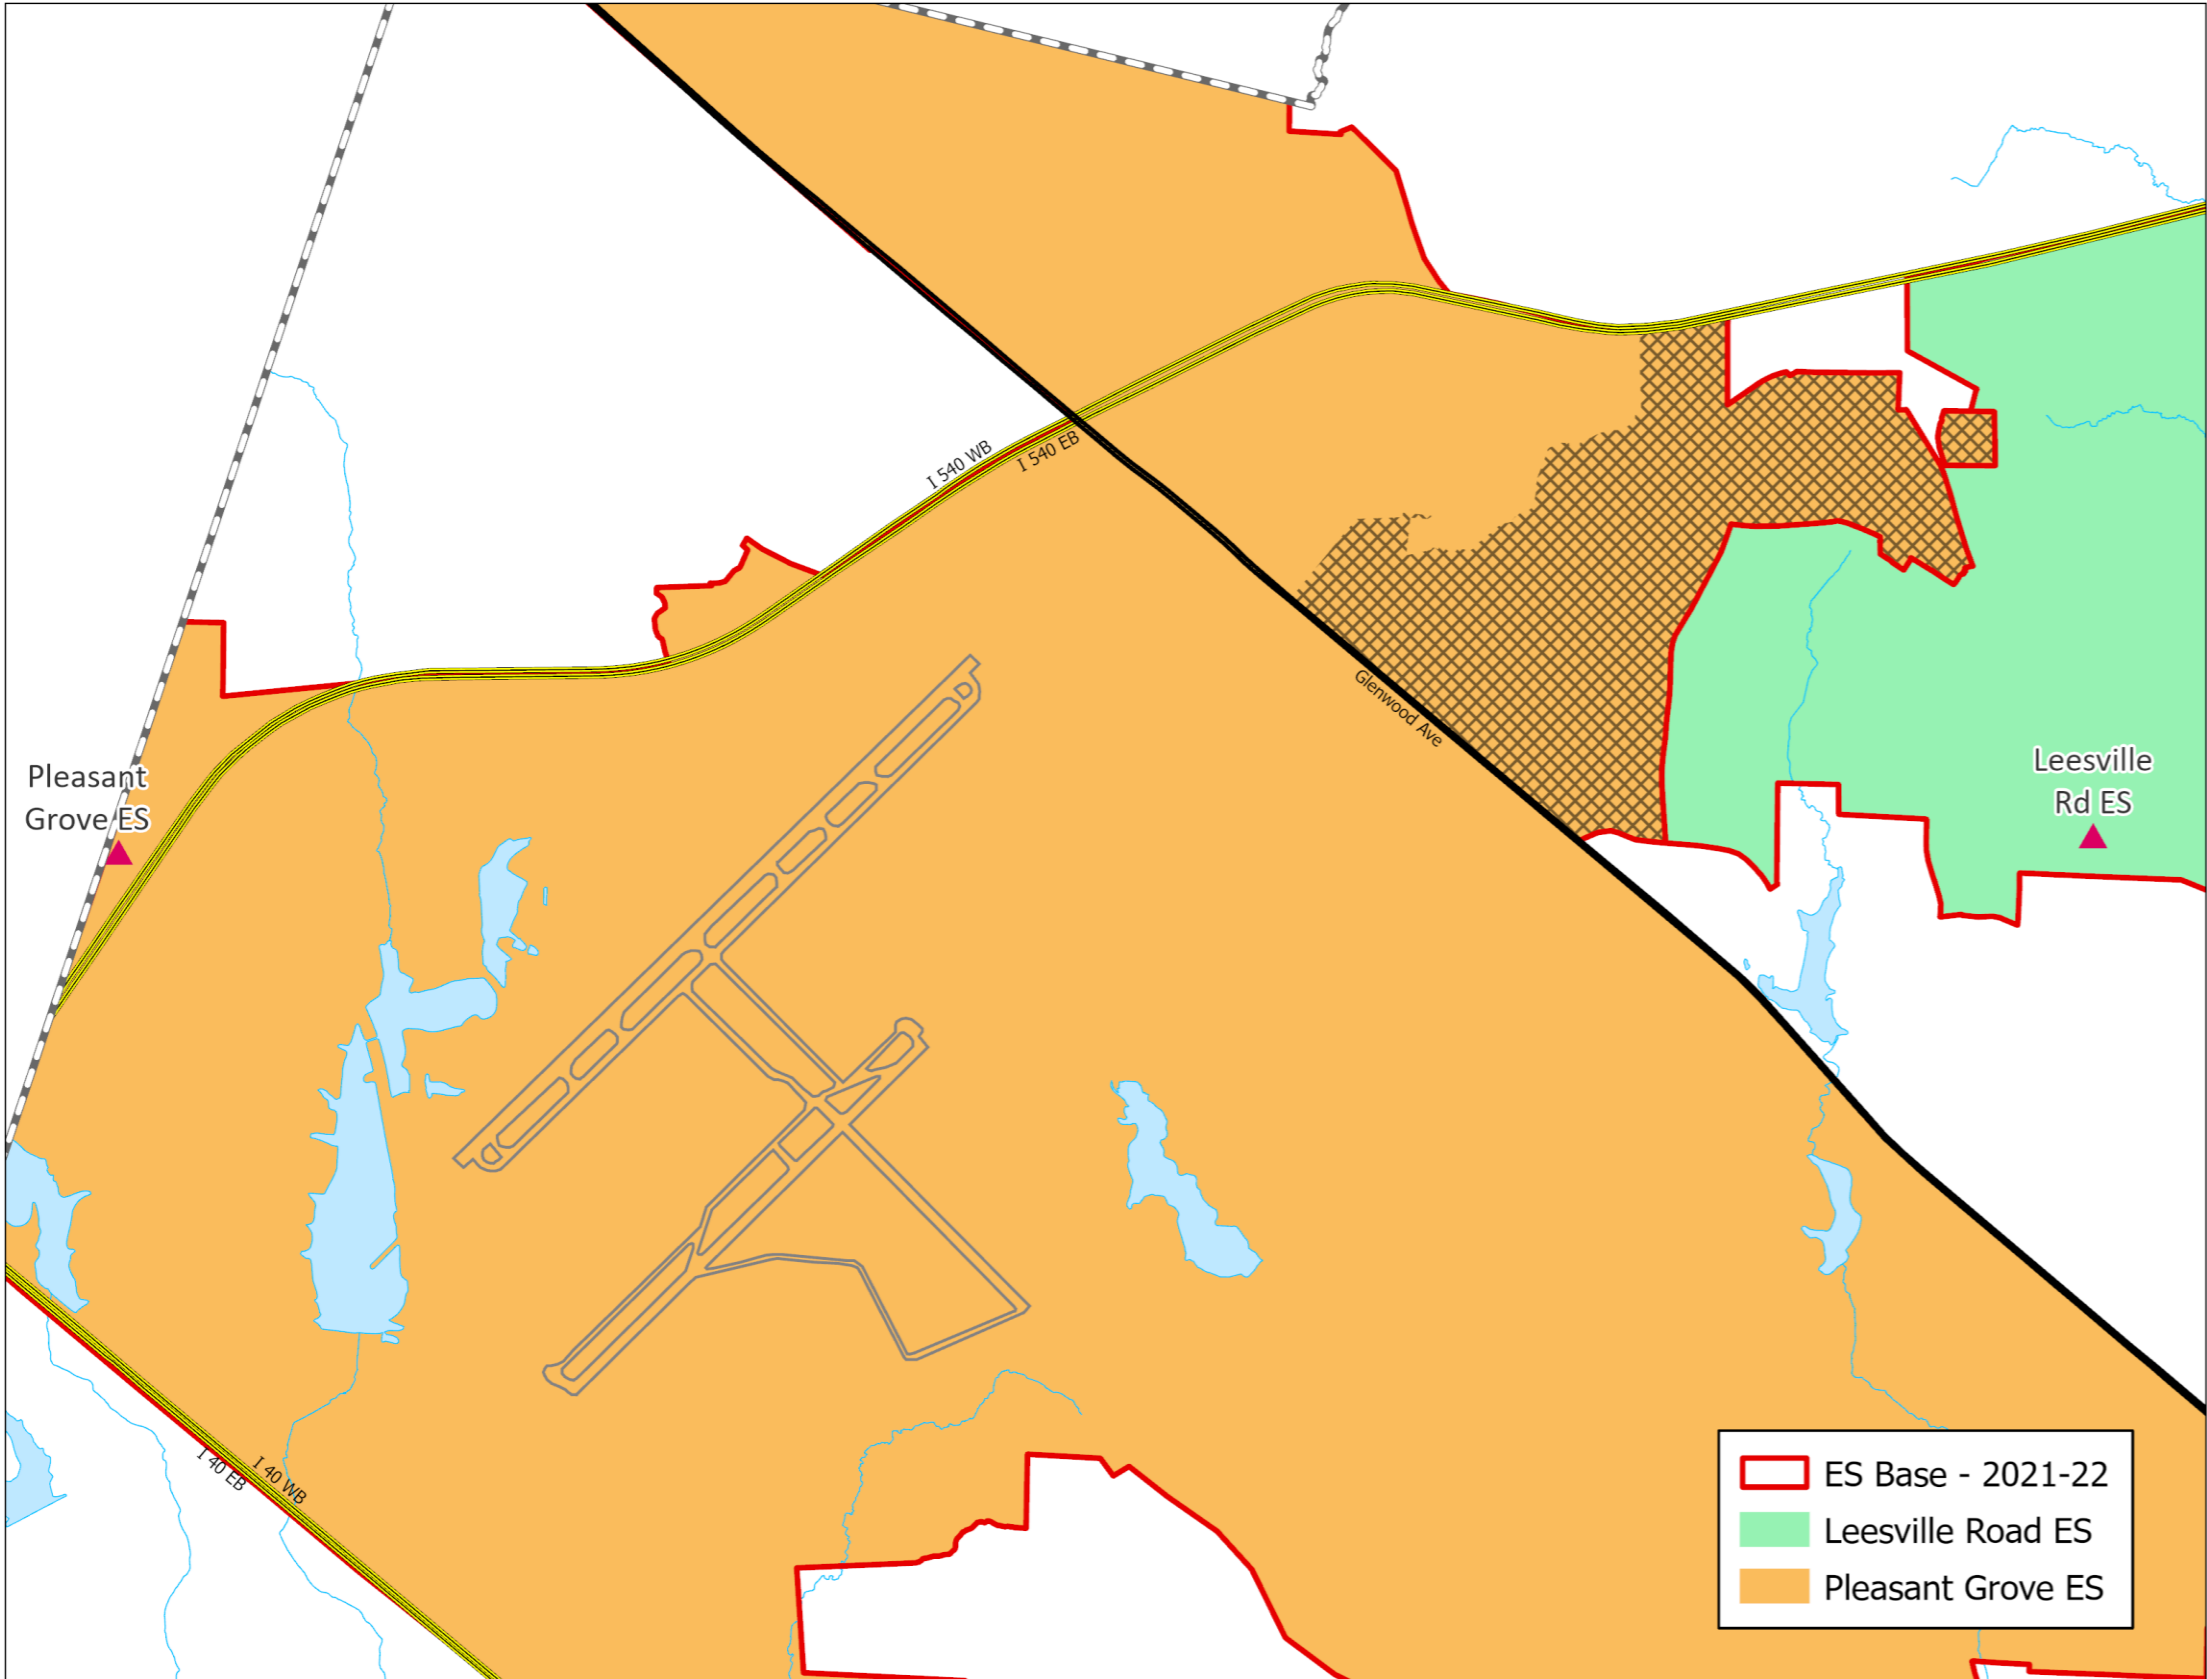 I 540 WB
I 540 EB
Glenwood Ave
Pleasant
Grove ES
Leesville
Rd ES
I 40 EB
I 40 WB
ES Base - 2021-22
Leesville Road ES
Pleasant Grove ES